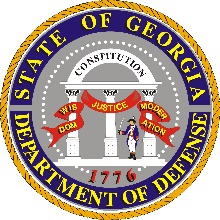 STATE OF GEORGIA
CONSTITUTION
WIS
DOM
JUSTICE
MODER
ATION
1776
DEPARTMENT OF DEFENSE